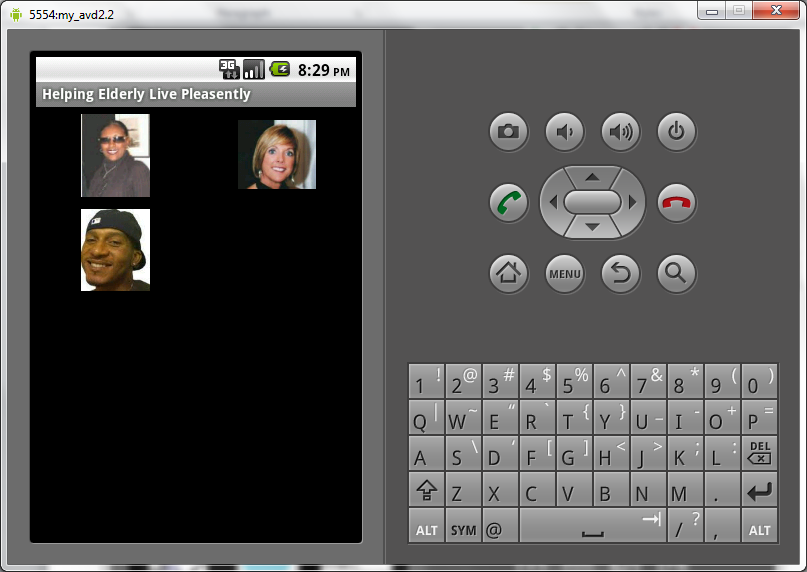 5554:my_avd2.2
3G 8:29 PM
Helping Elderly Live Pleasently
MENU
1 ! 2 @ 3 # 4 $ 5 % 6 ^ 7 & 8 * 9 ( 0 )
Q | W ~ E “ R ` T { Y } U _ I - O + P =
A S \ D ‘ F [ G ] H < J > K ; L : DEL
Z X C V B N M .
ALT SYM @ / ? , ALT